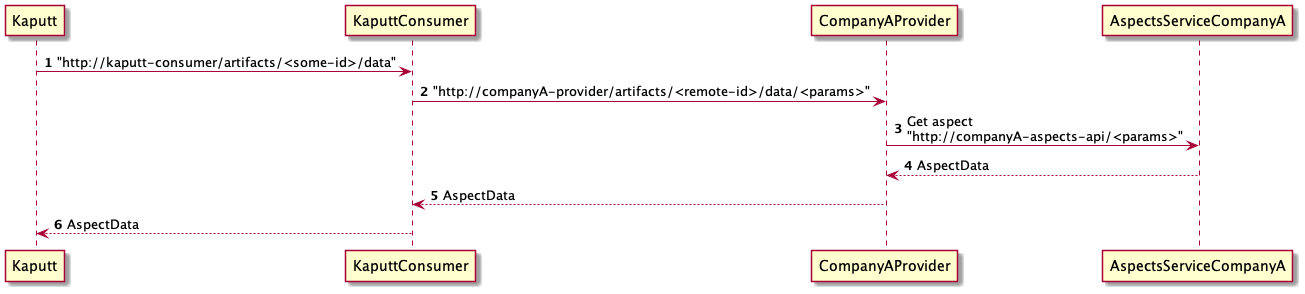 Kaputt
KaputtConsumer
CompanyAProvider
AspectsServiceCompanyA
1 "http://kaputt-consumer/artifacts/<some-id>/data"
2 "http://companyA-provider/artifacts/<remote-id>/data/<params>"
3 Get aspect
"http://companyA-aspects-api/<params>"
4 AspectData
5 AspectData
6 AspectData
Kaputt
KaputtConsumer
CompanyAProvider
AspectsServiceCompanyA